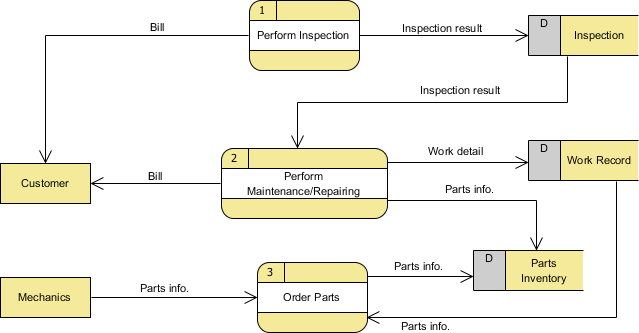 1
Perform Inspection
Bill
Inspection result
D
Inspection
Inspection result
2
Perform
Maintenance/Repairing
Work detail
D
Work Record
Customer
Bill
Parts info.
D
Parts
Inventory
3
Order Parts
Parts info.
Mechanics
Parts info.
Parts info.